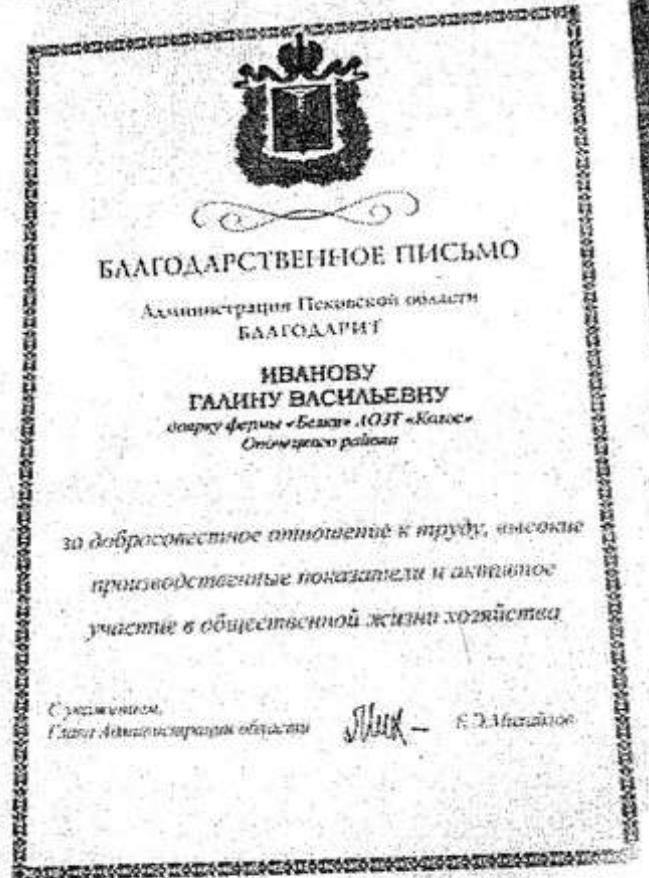 БЛАГОДАРСТВЕННОЕ ПИСЬМО
Администрация Псковской области
БЛАГОДАРИТ
ИВАНОВУ
ГАЛИНУ ВАСИЛЬЕВНУ
доярку фермы «Белки» АОЗТ «Колос»
Опочецкого района
за добросовестное отношение к труду, высокие
производственные показатели и активное
участие в общественной жизни хозяйства
С уважением,
Глава Администрации области Е.Э.Михайлов